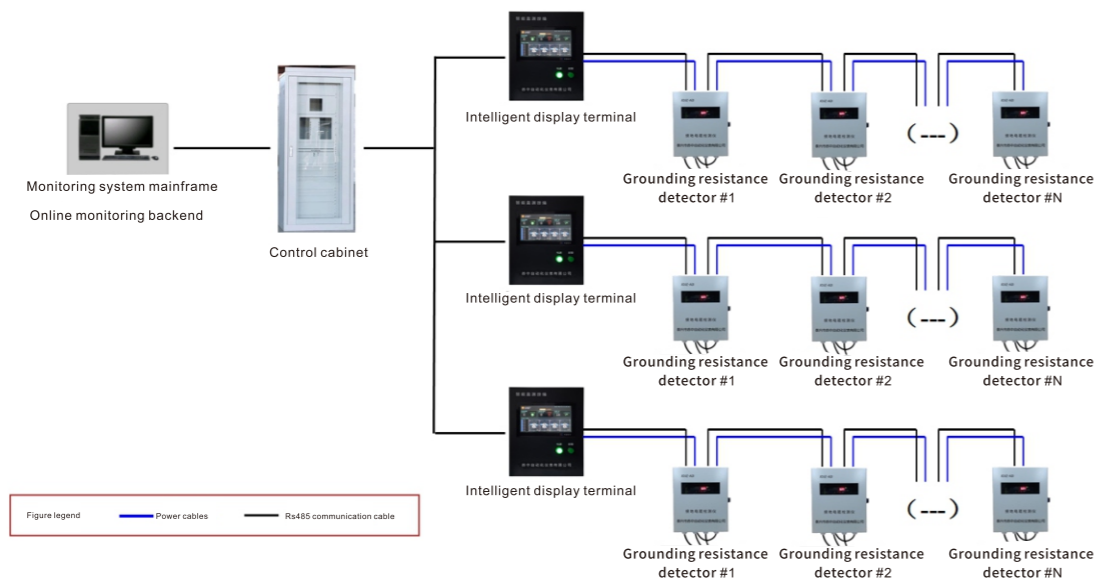 Intelligent display terminal
Grounding resistance
detector #1
Grounding resistance
detector #2
(---)
Grounding resistance
detector #N
Monitoring system mainframe
Online monitoring backend
Control cabinet
Intelligent display terminal
Grounding resistance
detector #1
Grounding resistance
detector #2
(---)
Grounding resistance
detector #N
Intelligent display terminal
Grounding resistance
detector #1
Grounding resistance
detector #2
(---)
Grounding resistance
detector #N
Figure legend
Power cables
Rs485 communication cable